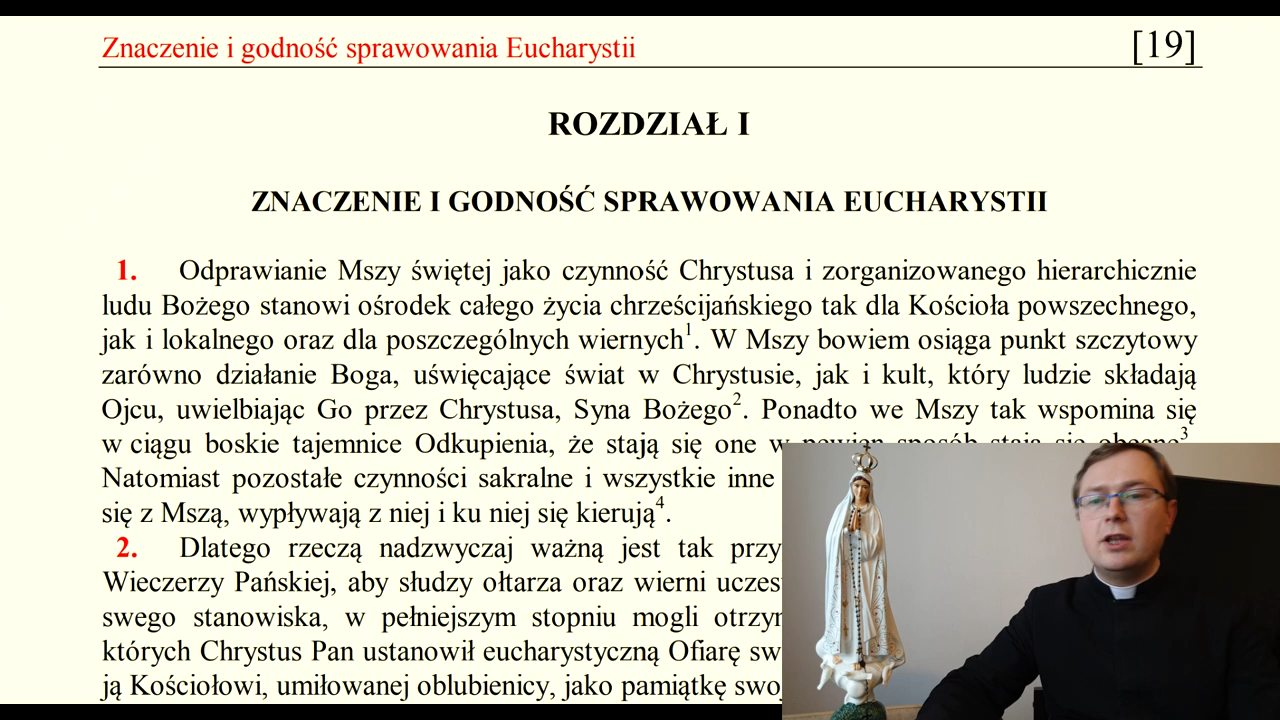 Znaczenie i godność sprawowania Eucharystii [19]
ROZDZIAŁ I
ZNACZENIE I GODNOŚĆ SPRAWOWANIA EUCHARYSTII
1. Odprawianie Mszy świętej jako czynność Chrystusa i zorganizowanego hierarchicznie
ludu Bożego stanowi ośrodek całego życia chrześcijańskiego tak dla Kościoła powszechnego,
jak i lokalnego oraz dla poszczególnych wiernych¹. W Mszy bowiem osiąga punkt szczytowy
zarówno działanie Boga, uświęcające świat w Chrystusie, jak i kult, który ludzie składają
Ojcu, uwielbiając Go przez Chrystusa, Syna Bożego². Ponadto we Mszy tak wspomina się
w ciągu boskie tajemnice Odkupienia, że stają się one w pewien sposób stają się obecne³
Natomiast pozostałe czynności sakralne i wszystkie inne
się z Mszą, wypływają z niej i ku niej się kierują⁴.
2. Dlatego rzeczą nadzwyczaj ważną jest tak
Wieczerzy Pańskiej, aby słudzy ołtarza oraz wierni
swego stanowiska, w pełniejszym stopniu mogli
których Chrystus Pan ustanowił eucharystyczną Ofiarę
ją Kościołowi, umiłowanej oblubienicy, jako pamiątkę